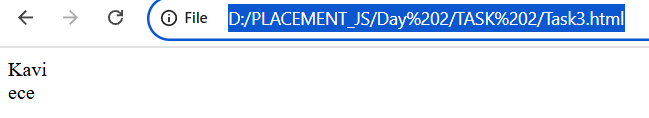 File D:/PLACEMENT_JS/Day%202/TASK%202/Task3.html
Kavi
ece